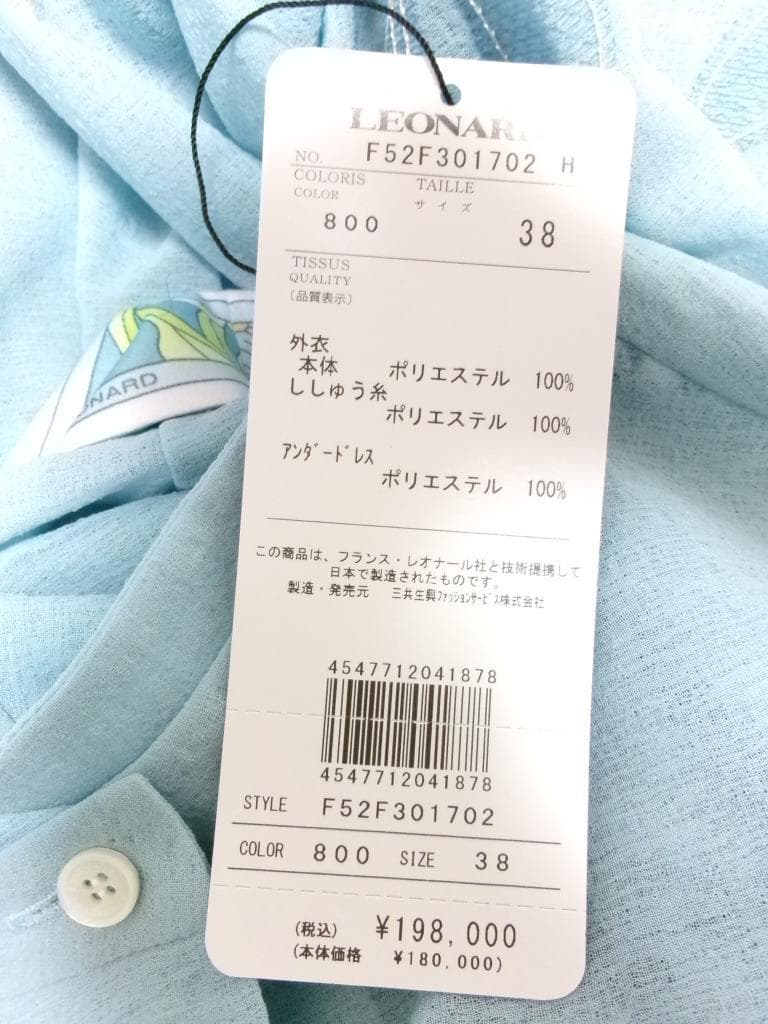 LEONARD
NO. F52F301702 H
COLORIS TAILLE
COLOR サイズ
800 38
TISSUS
QUALITY
(品質表示)
外衣
本体 ポリエステル 100%
ししゅう糸
ポリエステル 100%
ｱﾝﾀﾞｰﾄﾞﾚｽ
ポリエステル 100%
この商品は、フランス・レオナール社と技術提携して
日本で製造されたものです。
製造・発売元 三共生興ﾌｧｯｼｮﾝｻｰﾋﾞｽ株式会社
4547712041878
4547712041878
STYLE F52F301702
COLOR 800 SIZE 38
(税込) ¥198,000
(本体価格 ¥180,000)
ONARD